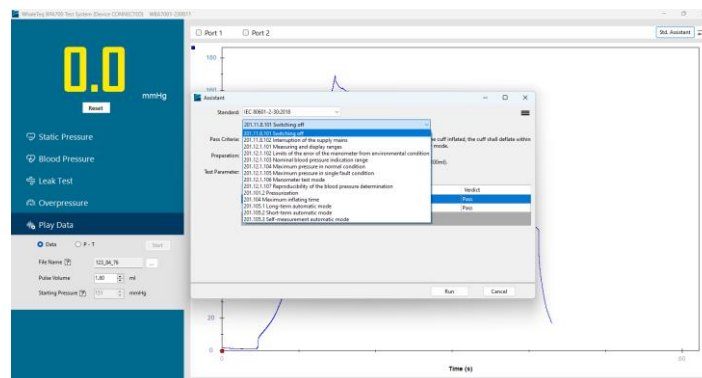 WhaleTeq BPA700 Test System [Device CONNECTED]
0.0
mmHg
Reset
Static Pressure
Blood Pressure
Leak Test
Overpressure
Play Data
Data
P - T
Start
File Name [?]
123_84_76
...
Pulse Volume
1.80
ml
Starting Pressure [?]
mmHg
Port 1
Port 2
Std. Assistant
180
160
20
0
0
60
Time (s)
Assistant
Standard: IEC 80601-2-30:2018
201.11.8.101 Switching off
Pass Criteria:
Preparation:
Test Parameter:
201.11.8.101 Switching off
201.11.8.102 Interruption of the supply mains
201.12.1.101 Measuring and display ranges
201.12.1.102 Limits of the error of the manometer from environmental condition
201.12.1.103 Nominal blood pressure indication range
201.12.1.104 Maximum pressure in normal condition
201.12.1.105 Maximum pressure in single fault condition
201.12.1.106 Manometer test mode
201.12.1.107 Reproducibility of the blood pressure determination
201.101.2 Pressurization
201.104 Maximum inflating time
201.105.1 Long-term automatic mode
201.105.2 Short-term automatic mode
201.105.3 Self-measurement automatic mode
cuff inflated, the cuff shall deflate within
mode.
Verdict
Pass
Pass
Run
Cancel